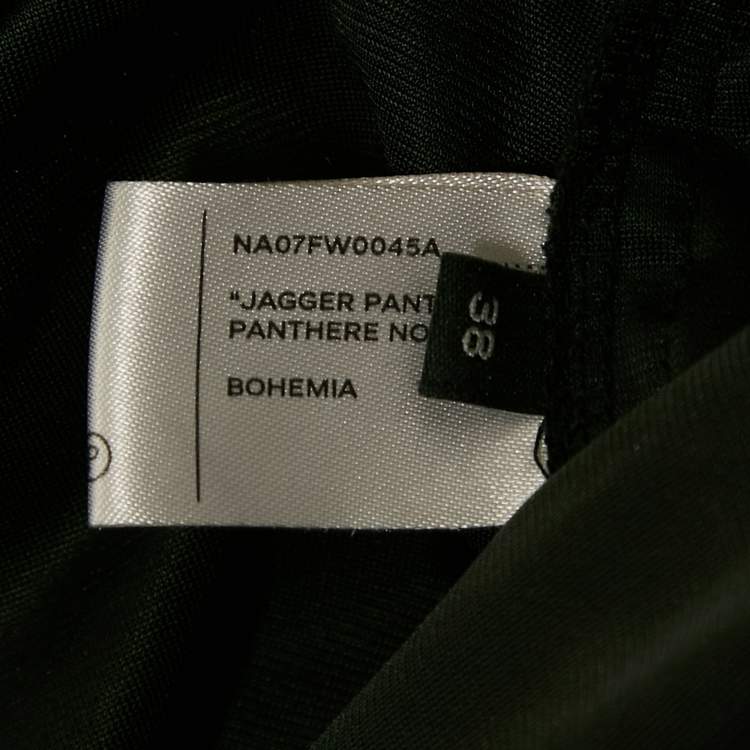 NA07FW0045A
"JAGGER PANT
PANTHERE NO
BOHEMIA
38